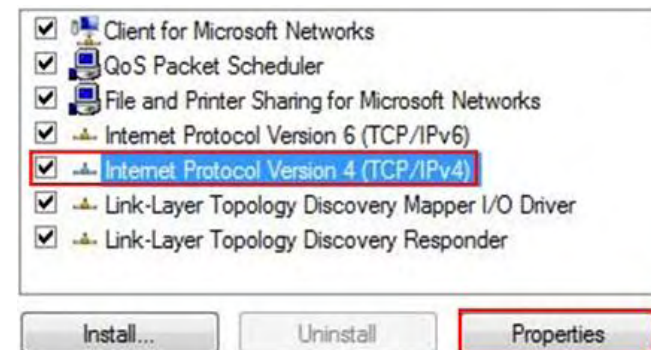 Client for Microsoft Networks
QoS Packet Scheduler
File and Printer Sharing for Microsoft Networks
Internet Protocol Version 6 (TCP/IPv6)
Internet Protocol Version 4 (TCP/IPv4)
Link-Layer Topology Discovery Mapper I/O Driver
Link-Layer Topology Discovery Responder
Install... Uninstall Properties